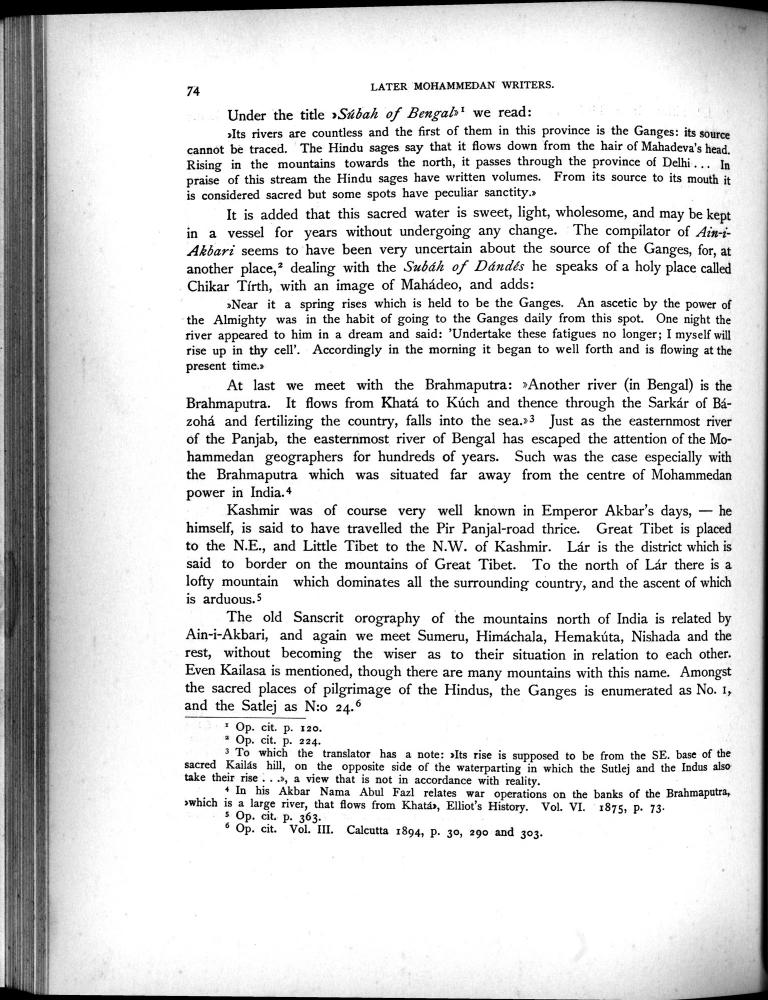 74
LATER MOHAMMEDAN WRITERS.
Under the title »Súbah of Bengal»¹ we read:
»Its rivers are countless and the first of them in this province is the Ganges: its source
cannot be traced. The Hindu sages say that it flows down from the hair of Mahadeva's head.
Rising in the mountains towards the north, it passes through the province of Delhi . . . In
praise of this stream the Hindu sages have written volumes. From its source to its mouth it
is considered sacred but some spots have peculiar sanctity.»
It is added that this sacred water is sweet, light, wholesome, and may be kept
in a vessel for years without undergoing any change. The compilator of Ain-i-
Akbari seems to have been very uncertain about the source of the Ganges, for, at
another place,² dealing with the Subáh of Dándés he speaks of a holy place called
Chikar Tírth, with an image of Mahádeo, and adds:
»Near it a spring rises which is held to be the Ganges. An ascetic by the power of
the Almighty was in the habit of going to the Ganges daily from this spot. One night the
river appeared to him in a dream and said: 'Undertake these fatigues no longer; I myself will
rise up in thy cell'. Accordingly in the morning it began to well forth and is flowing at the
present time.»
At last we meet with the Brahmaputra: »Another river (in Bengal) is the
Brahmaputra. It flows from Khatá to Kúch and thence through the Sarkár of Bá-
zohá and fertilizing the country, falls into the sea.»³ Just as the easternmost river
of the Panjab, the easternmost river of Bengal has escaped the attention of the Mo-
hammedan geographers for hundreds of years. Such was the case especially with
the Brahmaputra which was situated far away from the centre of Mohammedan
power in India.⁴
Kashmir was of course very well known in Emperor Akbar's days, — he
himself, is said to have travelled the Pir Panjal-road thrice. Great Tibet is placed
to the N.E., and Little Tibet to the N.W. of Kashmir. Lár is the district which is
said to border on the mountains of Great Tibet. To the north of Lár there is a
lofty mountain which dominates all the surrounding country, and the ascent of which
is arduous.⁵
The old Sanscrit orography of the mountains north of India is related by
Ain-i-Akbari, and again we meet Sumeru, Himáchala, Hemakúta, Nishada and the
rest, without becoming the wiser as to their situation in relation to each other.
Even Kailasa is mentioned, though there are many mountains with this name. Amongst
the sacred places of pilgrimage of the Hindus, the Ganges is enumerated as No. 1,
and the Satlej as N:o 24.⁶
¹ Op. cit. p. 120.
² Op. cit. p. 224.
³ To which the translator has a note: »Its rise is supposed to be from the SE. base of the
sacred Kailás hill, on the opposite side of the waterparting in which the Sutlej and the Indus also
take their rise . . .», a view that is not in accordance with reality.
⁴ In his Akbar Nama Abul Fazl relates war operations on the banks of the Brahmaputra,
»which is a large river, that flows from Khatá», Elliot's History. Vol. VI. 1875, p. 73.
⁵ Op. cit. p. 363.
⁶ Op. cit. Vol. III. Calcutta 1894, p. 30, 290 and 303.